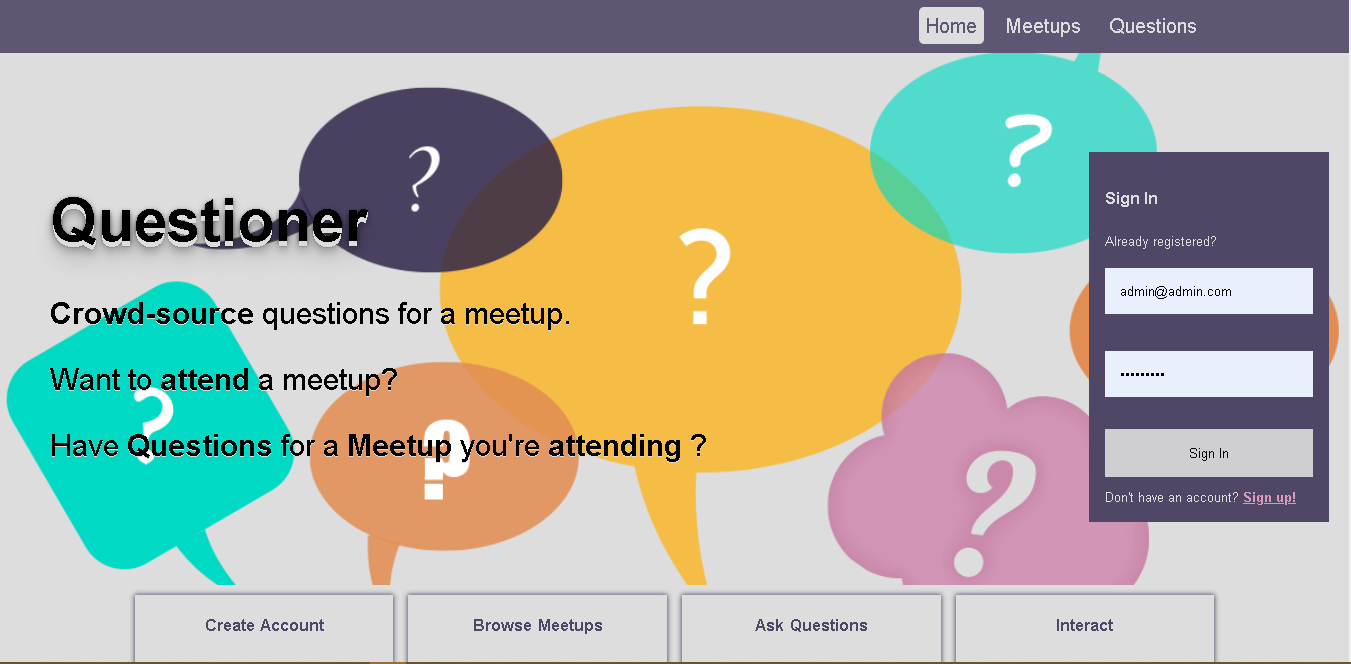 Home Meetups Questions
?
?
?
Questioner
Sign In
Already registered?
admin@admin.com
Crowd-source questions for a meetup.
•••••••••
Want to attend a meetup?
?
Have Questions for a Meetup you're attending ?
?
?
Sign In
Don't have an account? Sign up!
Create Account
Browse Meetups
Ask Questions
Interact